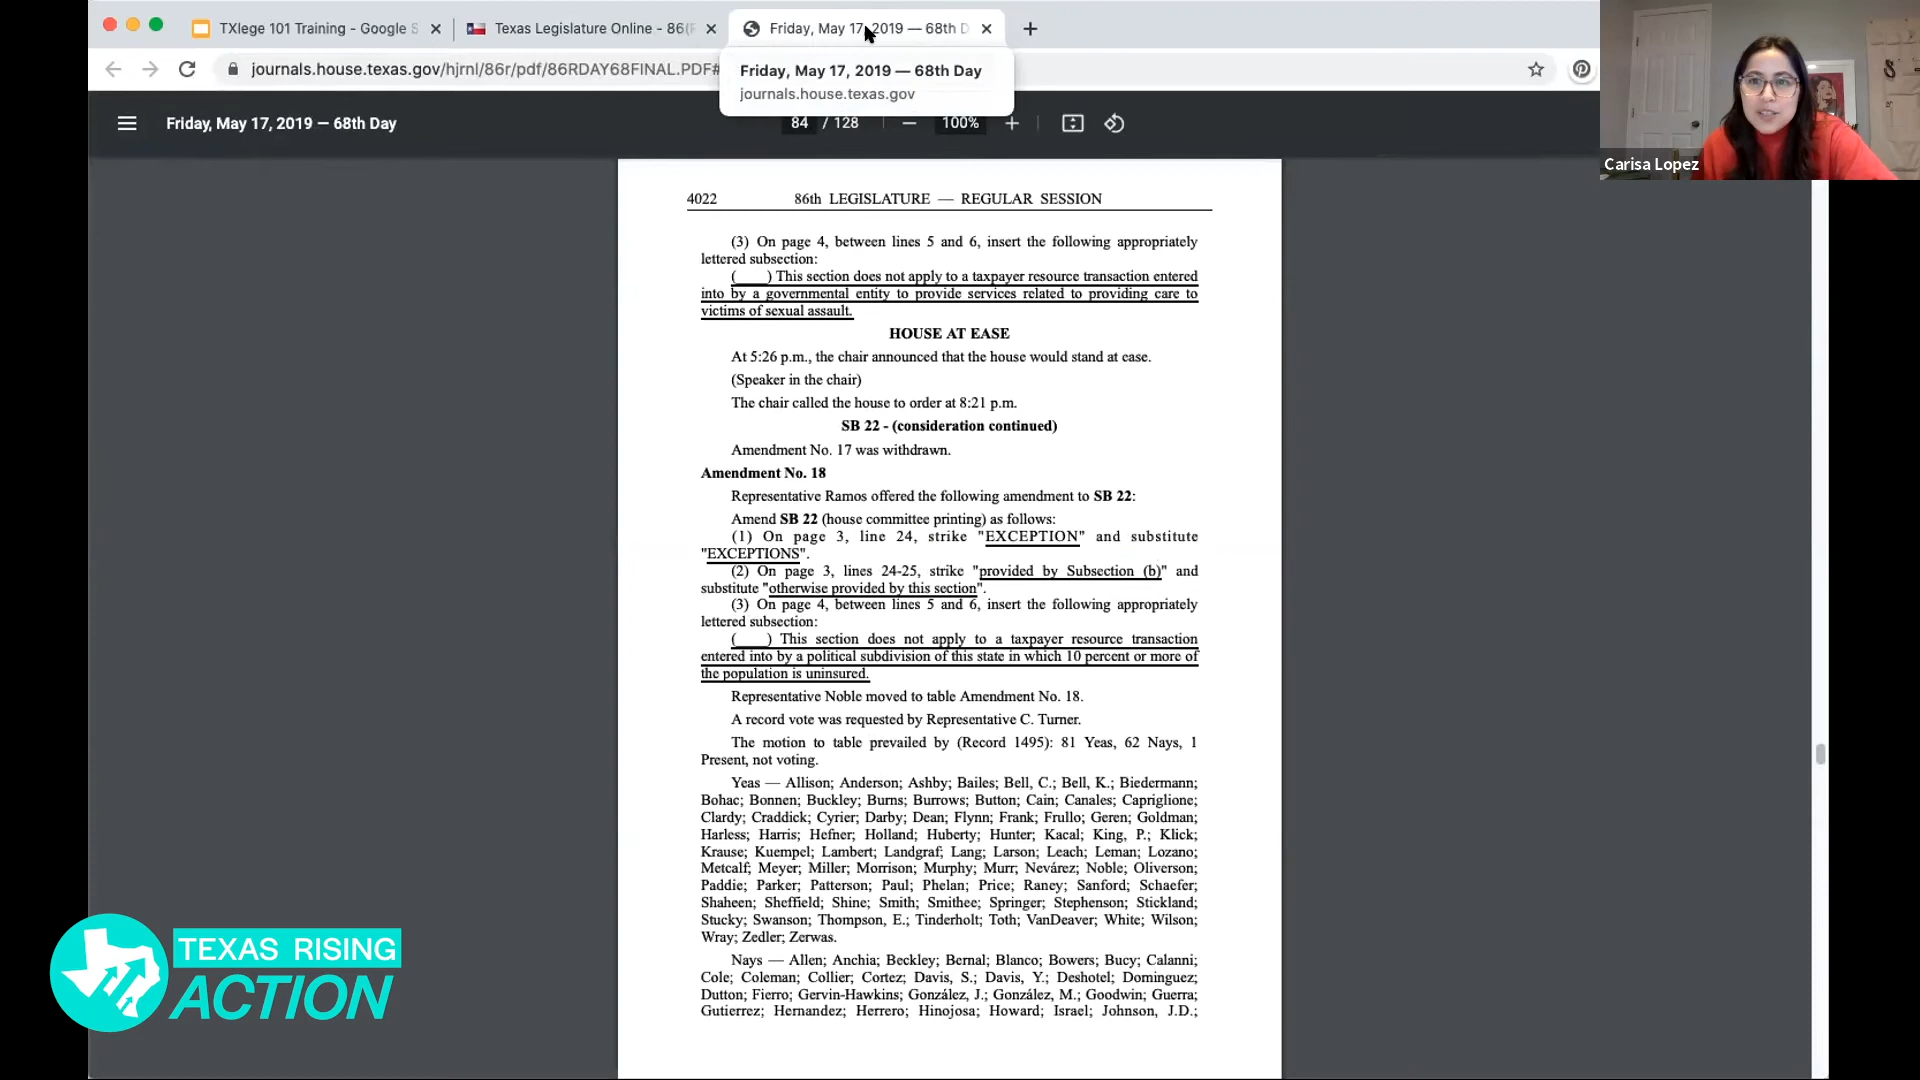 TXlege 101 Training - Google S
Texas Legislature Online - 86(R
Friday, May 17, 2019 — 68th D
journals.house.texas.gov/hjrnl/86r/pdf/86RDAY68FINAL.PDF#
Friday, May 17, 2019 — 68th Day
journals.house.texas.gov
Friday, May 17, 2019 — 68th Day
84 / 128
100%
Carisa Lopez
4022 86th LEGISLATURE — REGULAR SESSION
(3) On page 4, between lines 5 and 6, insert the following appropriately
lettered subsection:
(____) This section does not apply to a taxpayer resource transaction entered
into by a governmental entity to provide services related to providing care to
victims of sexual assault.
HOUSE AT EASE
At 5:26 p.m., the chair announced that the house would stand at ease.
(Speaker in the chair)
The chair called the house to order at 8:21 p.m.
SB 22 - (consideration continued)
Amendment No. 17 was withdrawn.
Amendment No. 18
Representative Ramos offered the following amendment to SB 22:
Amend SB 22 (house committee printing) as follows:
(1) On page 3, line 24, strike "EXCEPTION" and substitute
"EXCEPTIONS".
(2) On page 3, lines 24-25, strike "provided by Subsection (b)" and
substitute "otherwise provided by this section".
(3) On page 4, between lines 5 and 6, insert the following appropriately
lettered subsection:
(____) This section does not apply to a taxpayer resource transaction
entered into by a political subdivision of this state in which 10 percent or more of
the population is uninsured.
Representative Noble moved to table Amendment No. 18.
A record vote was requested by Representative C. Turner.
The motion to table prevailed by (Record 1495): 81 Yeas, 62 Nays, 1
Present, not voting.
Yeas — Allison; Anderson; Ashby; Bailes; Bell, C.; Bell, K.; Biedermann;
Bohac; Bonnen; Buckley; Burns; Burrows; Button; Cain; Canales; Capriglione;
Clardy; Craddick; Cyrier; Darby; Dean; Flynn; Frank; Frullo; Geren; Goldman;
Harless; Harris; Hefner; Holland; Huberty; Hunter; Kacal; King, P.; Klick;
Krause; Kuempel; Lambert; Landgraf; Lang; Larson; Leach; Leman; Lozano;
Metcalf; Meyer; Miller; Morrison; Murphy; Murr; Nevárez; Noble; Oliverson;
Paddie; Parker; Patterson; Paul; Phelan; Price; Raney; Sanford; Schaefer;
Shaheen; Sheffield; Shine; Smith; Smithee; Springer; Stephenson; Stickland;
Stucky; Swanson; Thompson, E.; Tinderholt; Toth; VanDeaver; White; Wilson;
Wray; Zedler; Zerwas.
Nays — Allen; Anchia; Beckley; Bernal; Blanco; Bowers; Bucy; Calanni;
Cole; Coleman; Collier; Cortez; Davis, S.; Davis, Y.; Deshotel; Dominguez;
Dutton; Fierro; Gervin-Hawkins; González, J.; González, M.; Goodwin; Guerra;
Gutierrez; Hernandez; Herrero; Hinojosa; Howard; Israel; Johnson, J.D.;
TEXAS RISING
ACTION